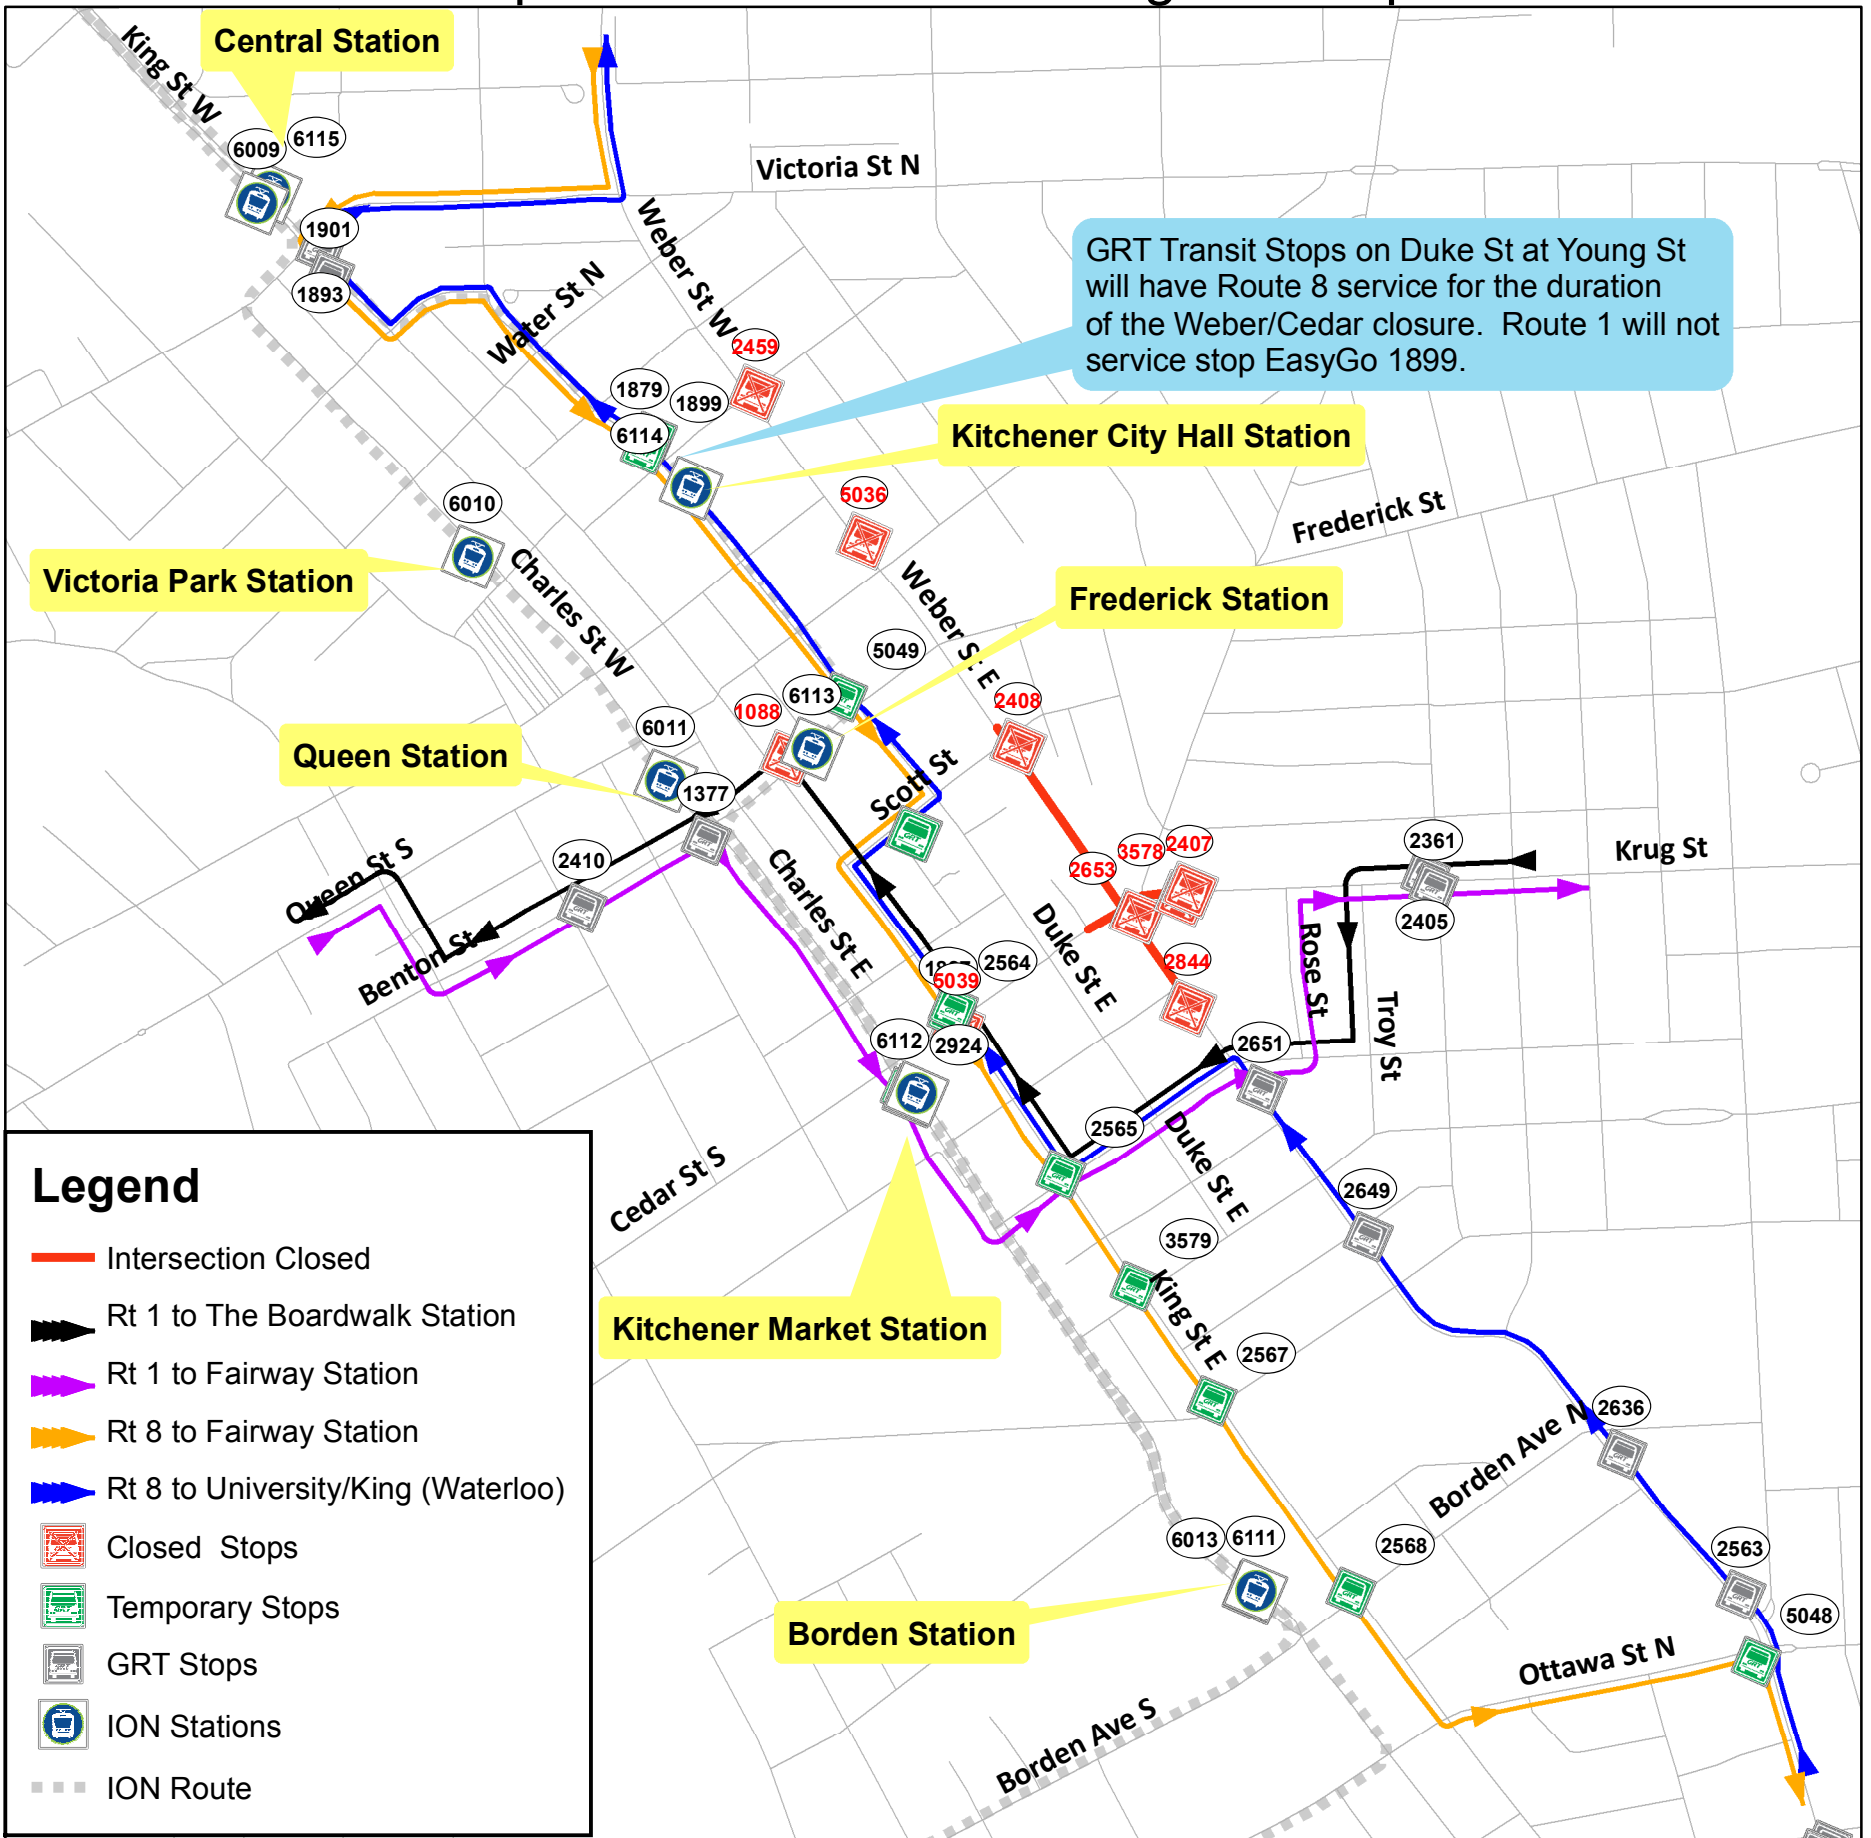 Central Station
King St W
6009
6115
Victoria St N
1901
1893
Weber St W
Water St N
GRT Transit Stops on Duke St at Young St
will have Route 8 service for the duration
of the Weber/Cedar closure. Route 1 will not
service stop EasyGo 1899.
2459
1879
1899
6114
Kitchener City Hall Station
5036
6010
Frederick St
Victoria Park Station
Charles St W
Weber St E
Frederick Station
5049
6113
1088
2408
6011
Queen Station
1377
Scott St
2410
Queen St S
Benton St
Charles St E
2653
3578
2407
2361
Krug St
2405
Rose St
Troy St
Duke St E
2844
2564
5039
2924
6112
2651
2565
Duke St E
2649
Cedar St S
3579
King St E
Kitchener Market Station
2567
2636
Borden Ave N
6013
6111
2568
2563
5048
Borden Station
Ottawa St N
Borden Ave S
Legend
Intersection Closed
Rt 1 to The Boardwalk Station
Rt 1 to Fairway Station
Rt 8 to Fairway Station
Rt 8 to University/King (Waterloo)
Closed Stops
Temporary Stops
GRT Stops
ION Stations
ION Route